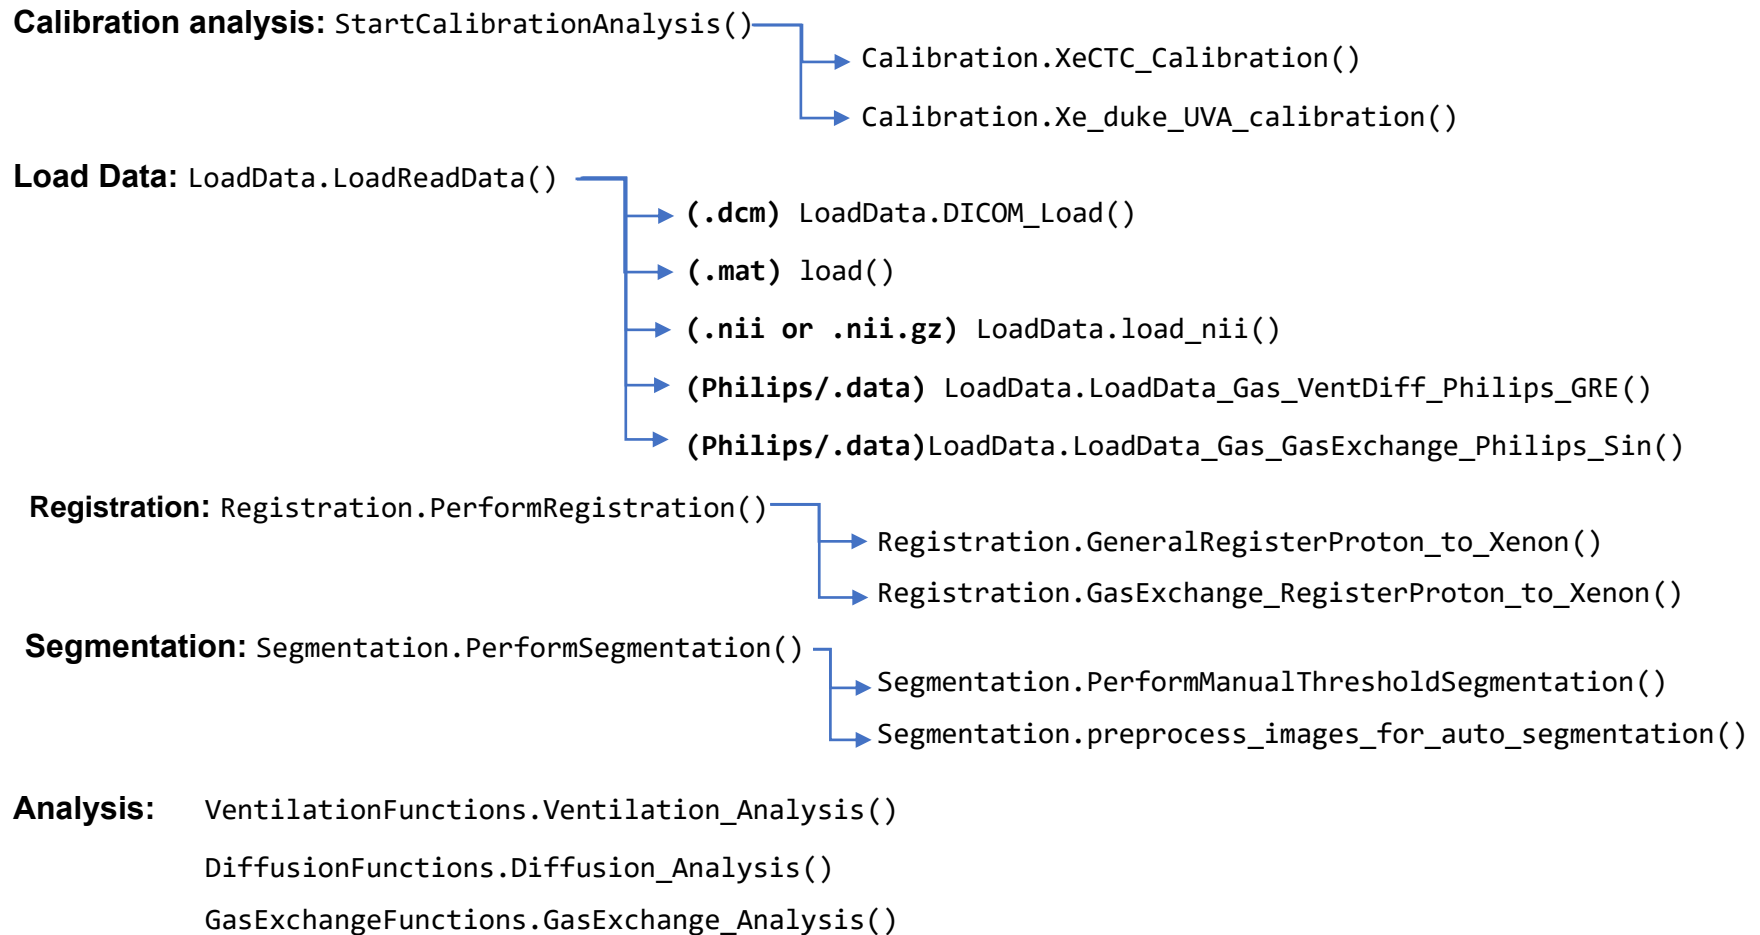 Calibration analysis: StartCalibrationAnalysis()
Calibration.XeCTC_Calibration()
Calibration.Xe_duke_UVA_calibration()
Load Data: LoadData.LoadReadData()
(.dcm) LoadData.DICOM_Load()
(.mat) load()
(.nii or .nii.gz) LoadData.load_nii()
(Philips/.data) LoadData.LoadData_Gas_VentDiff_Philips_GRE()
(Philips/.data)LoadData.LoadData_Gas_GasExchange_Philips_Sin()
Registration: Registration.PerformRegistration()
Registration.GeneralRegisterProton_to_Xenon()
Registration.GasExchange_RegisterProton_to_Xenon()
Segmentation: Segmentation.PerformSegmentation()
Segmentation.PerformManualThresholdSegmentation()
Segmentation.preprocess_images_for_auto_segmentation()
Analysis: VentilationFunctions.Ventilation_Analysis()
DiffusionFunctions.Diffusion_Analysis()
GasExchangeFunctions.GasExchange_Analysis()